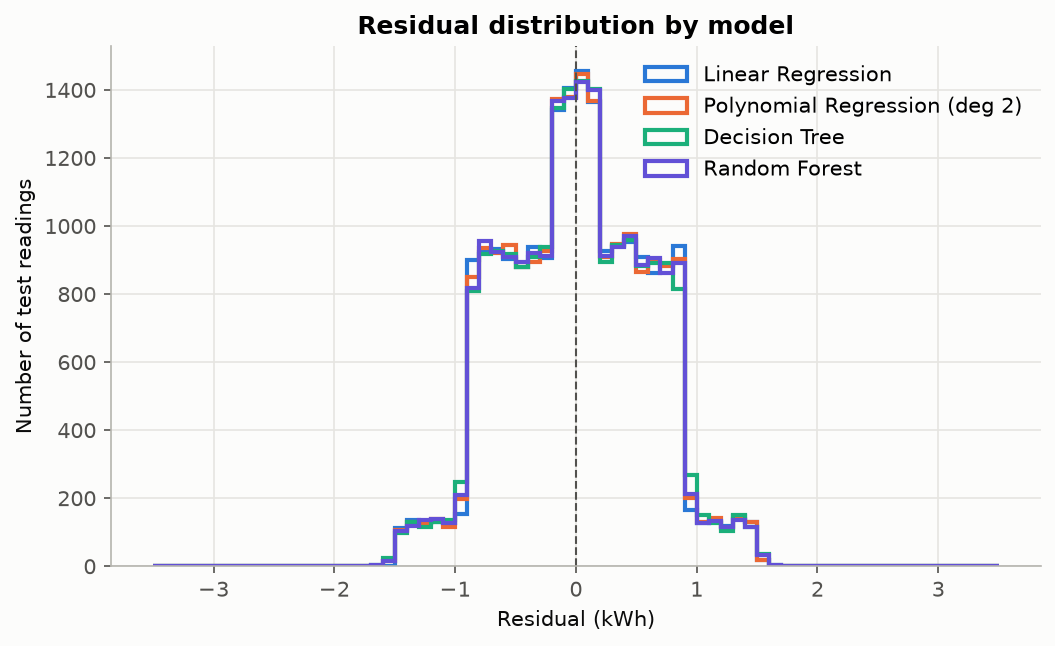 Residual distribution by model
Linear Regression
Polynomial Regression (deg 2)
Decision Tree
Random Forest
Number of test readings
1400
1200
1000
800
600
400
200
0
−3
−2
−1
0
1
2
3
Residual (kWh)